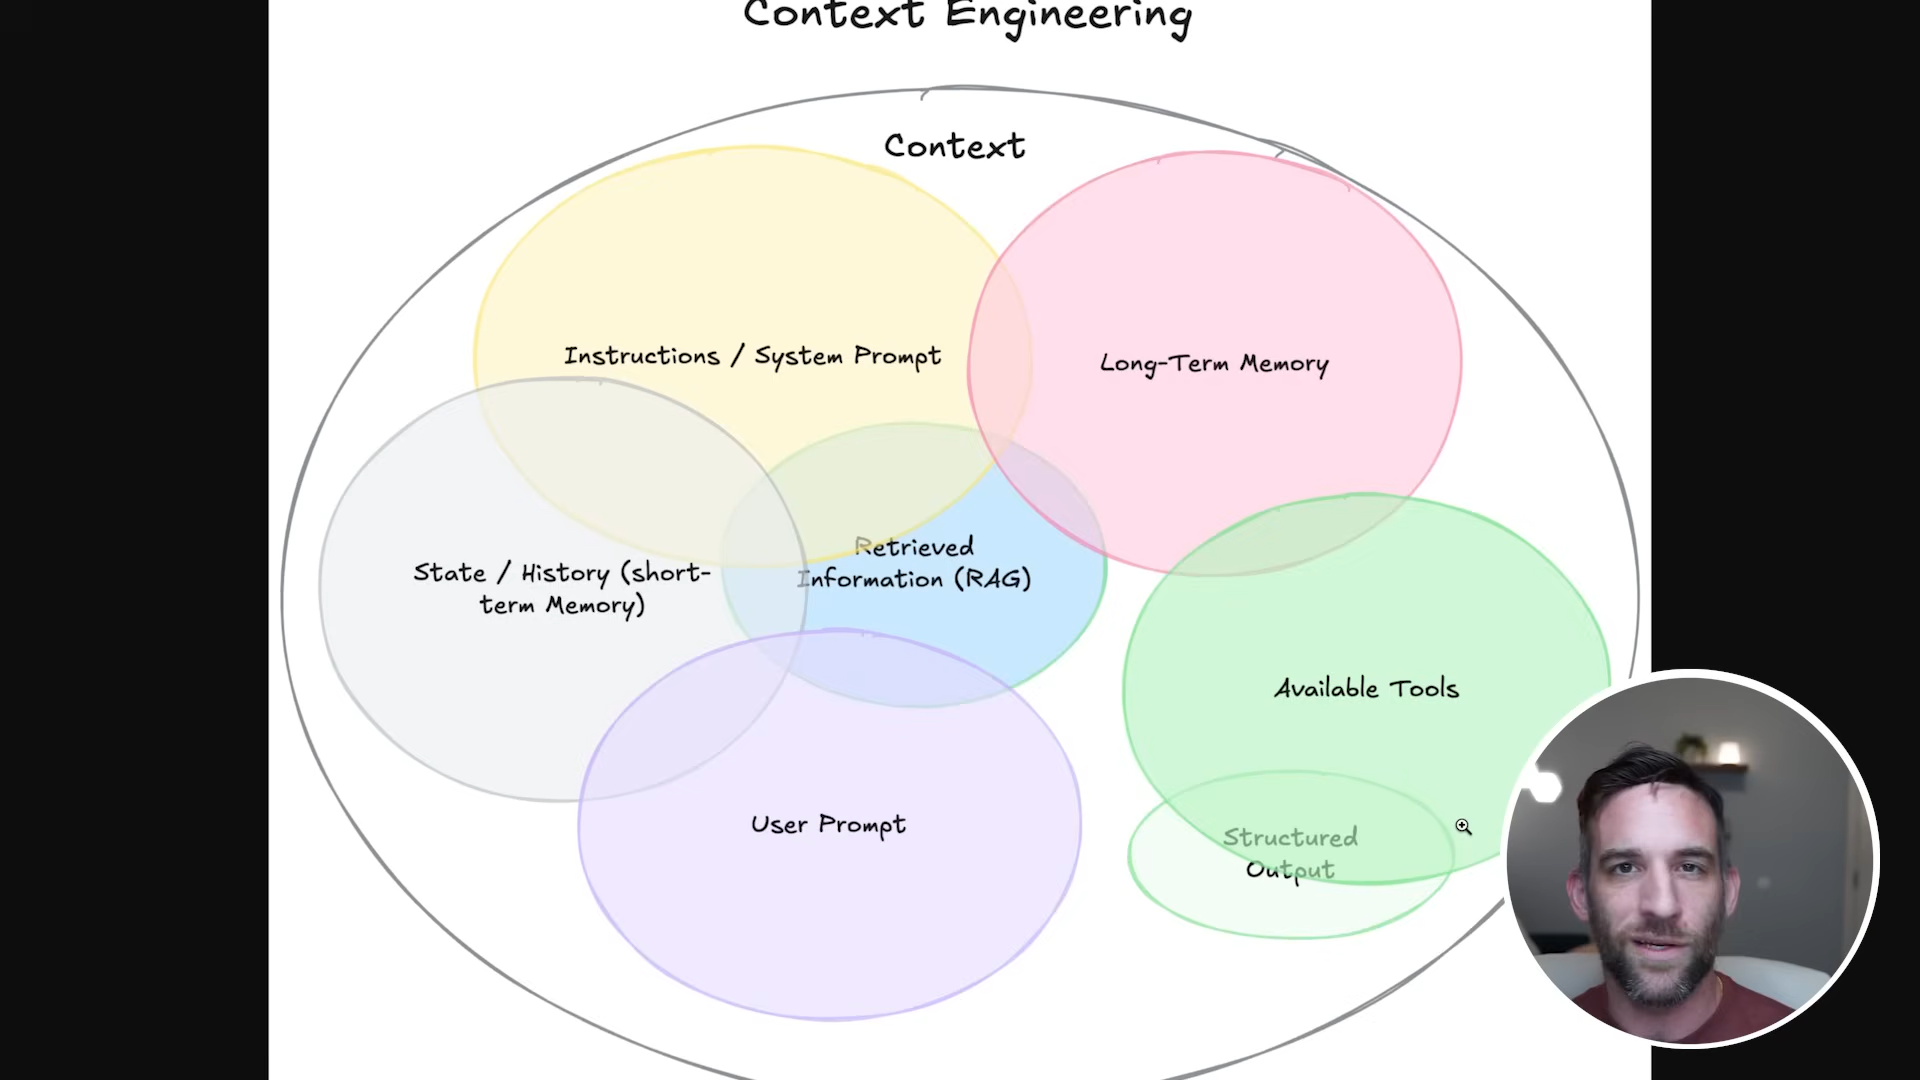 Context Engineering
Context
Instructions / System Prompt
Long-Term Memory
Retrieved
Information (RAG)
State / History (short-
term Memory)
Available Tools
User Prompt
Structured
Output